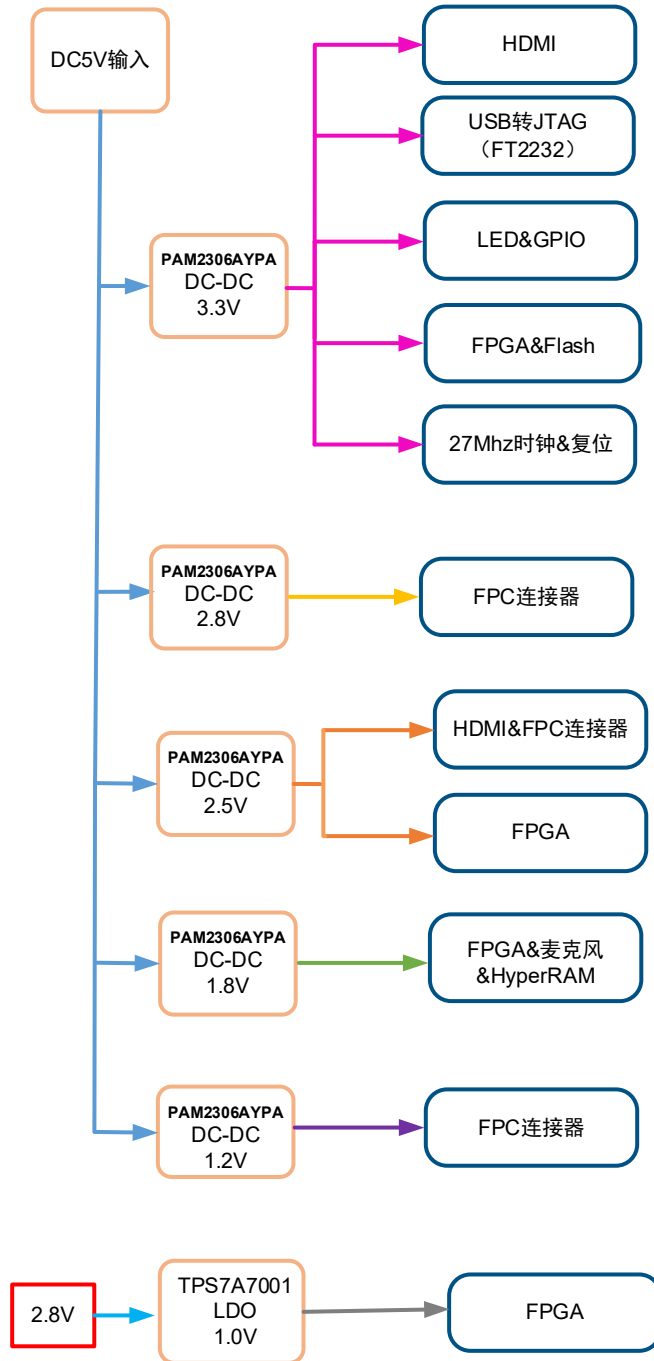 DC5V输入
HDMI
USB转JTAG
（FT2232）
PAM2306AYPA
DC-DC
3.3V
LED&GPIO
FPGA&Flash
27Mhz时钟&复位
PAM2306AYPA
DC-DC
2.8V
FPC连接器
PAM2306AYPA
DC-DC
2.5V
HDMI&FPC连接器
FPGA
PAM2306AYPA
DC-DC
1.8V
FPGA&麦克风
&HyperRAM
PAM2306AYPA
DC-DC
1.2V
FPC连接器
2.8V
TPS7A7001
LDO
1.0V
FPGA